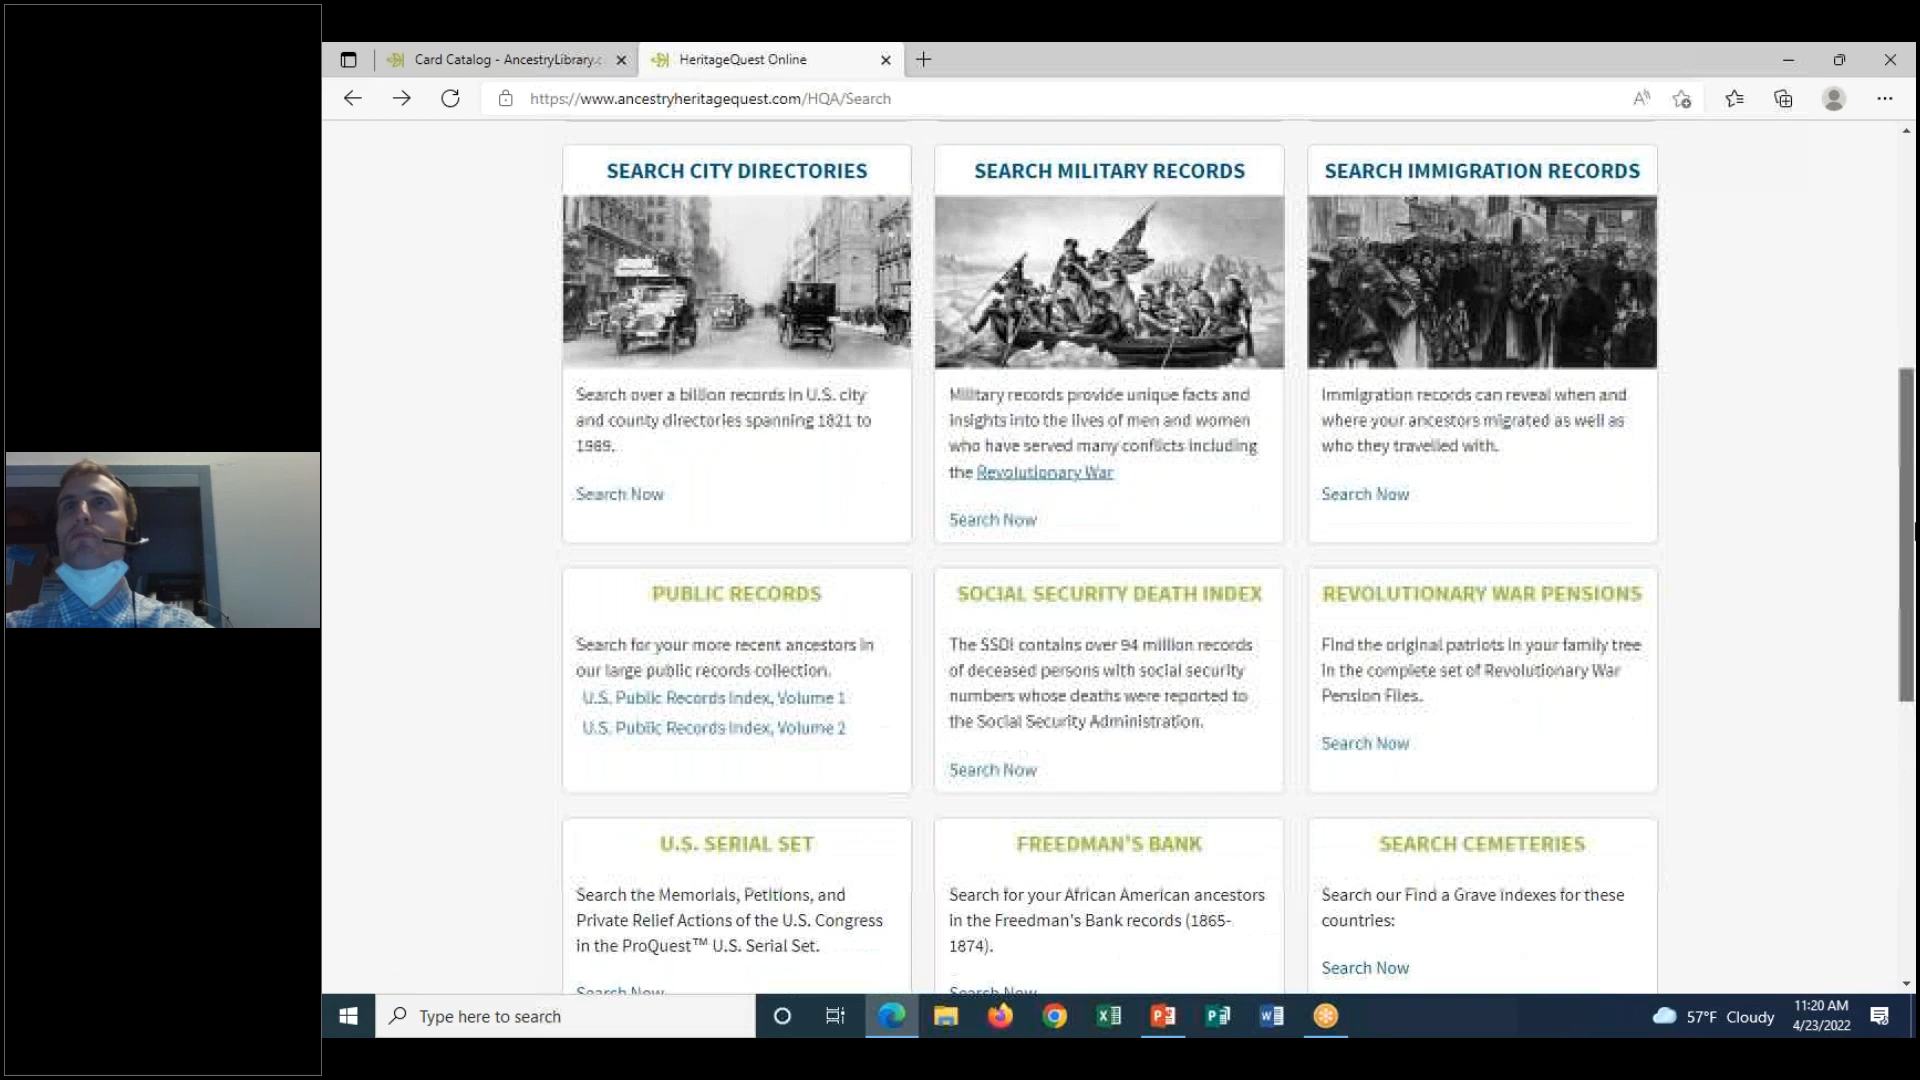 Card Catalog - AncestryLibrary.c
HeritageQuest Online
https://www.ancestryheritagequest.com/HQA/Search
SEARCH CITY DIRECTORIES
Search over a billion records in U.S. city
and county directories spanning 1821 to
1989.
Search Now
SEARCH MILITARY RECORDS
Military records provide unique facts and
insights into the lives of men and women
who have served many conflicts including
the Revolutionary War
Search Now
SEARCH IMMIGRATION RECORDS
Immigration records can reveal when and
where your ancestors migrated as well as
who they travelled with.
Search Now
PUBLIC RECORDS
Search for your more recent ancestors in
our large public records collection.
U.S. Public Records Index, Volume 1
U.S. Public Records Index, Volume 2
SOCIAL SECURITY DEATH INDEX
The SSDI contains over 94 million records
of deceased persons with social security
numbers whose deaths were reported to
the Social Security Administration.
Search Now
REVOLUTIONARY WAR PENSIONS
Find the original patriots in your family tree
in the complete set of Revolutionary War
Pension Files.
Search Now
U.S. SERIAL SET
Search the Memorials, Petitions, and
Private Relief Actions of the U.S. Congress
in the ProQuest™ U.S. Serial Set.
Search Now
FREEDMAN'S BANK
Search for your African American ancestors
in the Freedman's Bank records (1865-
1874).
Search Now
SEARCH CEMETERIES
Search our Find a Grave indexes for these
countries:
Search Now
Type here to search
57°F Cloudy
11:20 AM
4/23/2022